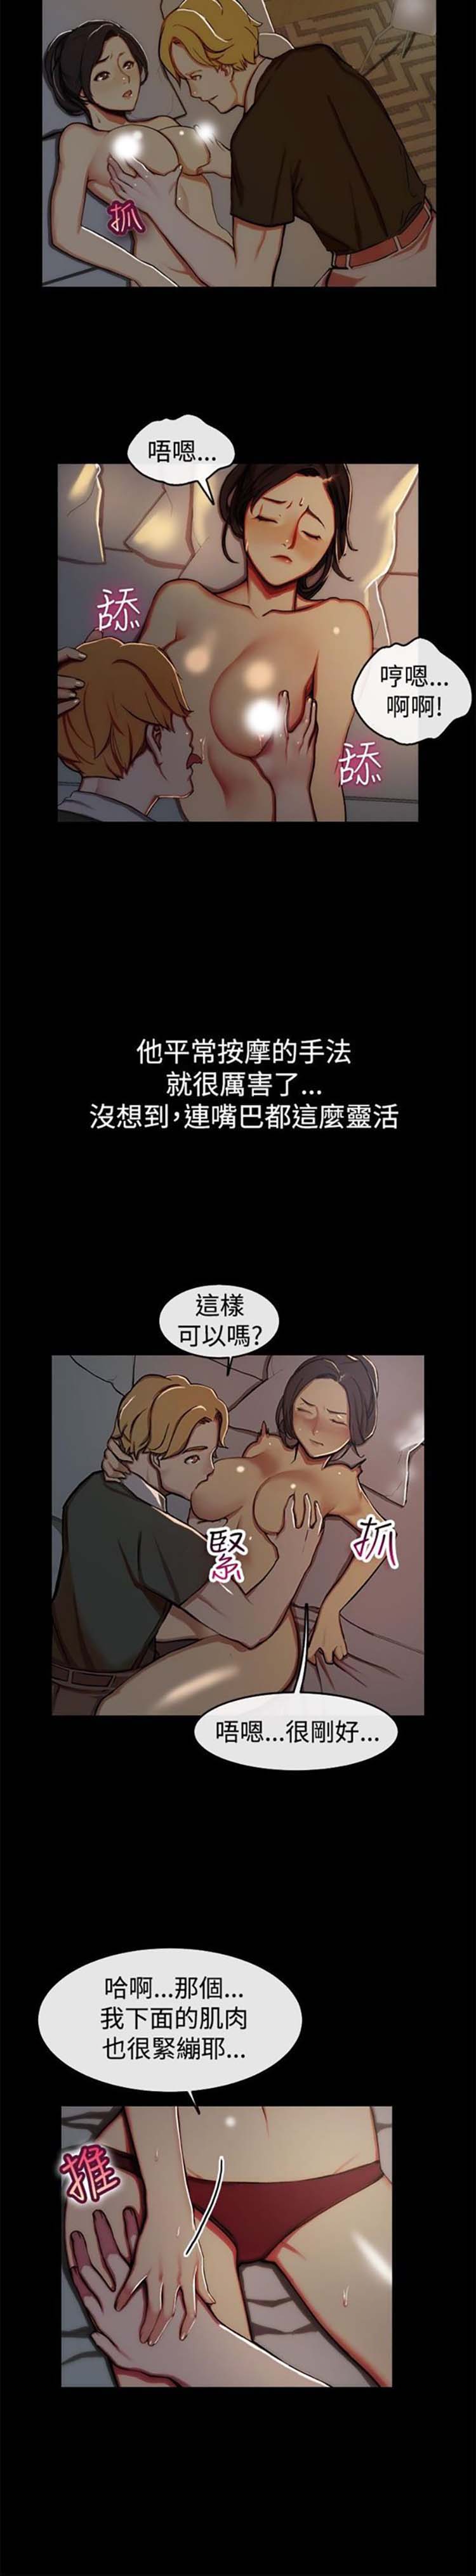 抓
唔嗯...
舔
哼嗯...
啊啊!
舔
他平常按摩的手法
就很厲害了...
沒想到,連嘴巴都這麼靈活
這樣
可以嗎?
緊
抓
唔嗯...很剛好...
哈啊...那個...
我下面的肌肉
也很緊繃耶...
推